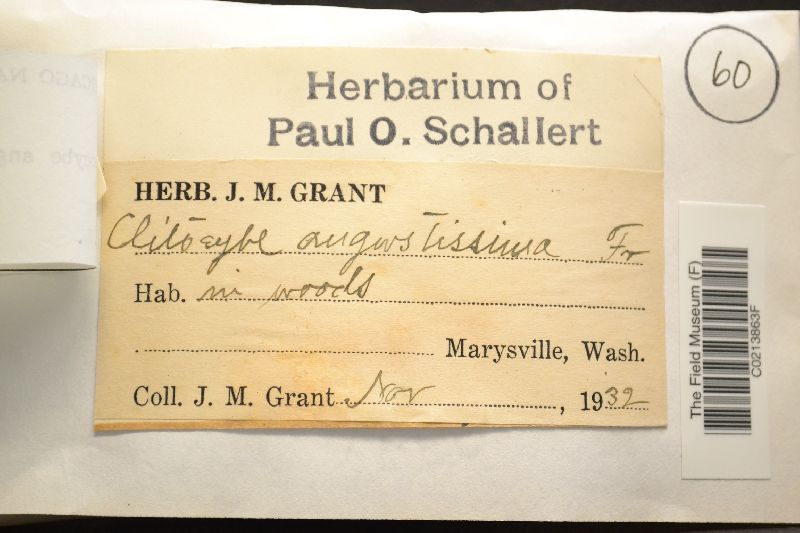 60
Herbarium of
Paul O. Schallert
HERB. J. M. GRANT
Clitocybe angustissima Fr
Hab. in woods
Marysville, Wash.
Coll. J. M. Grant Nov, 1932
The Field Museum (F)
C0213863F